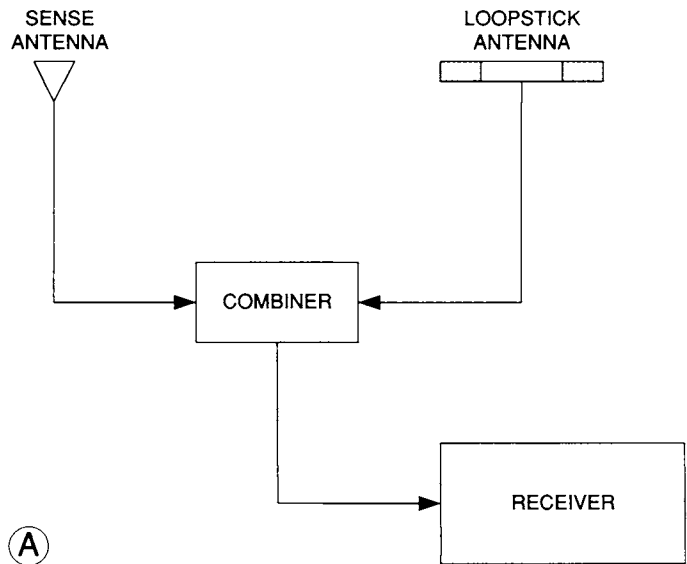 SENSE
ANTENNA
LOOPSTICK
ANTENNA
COMBINER
RECEIVER
A